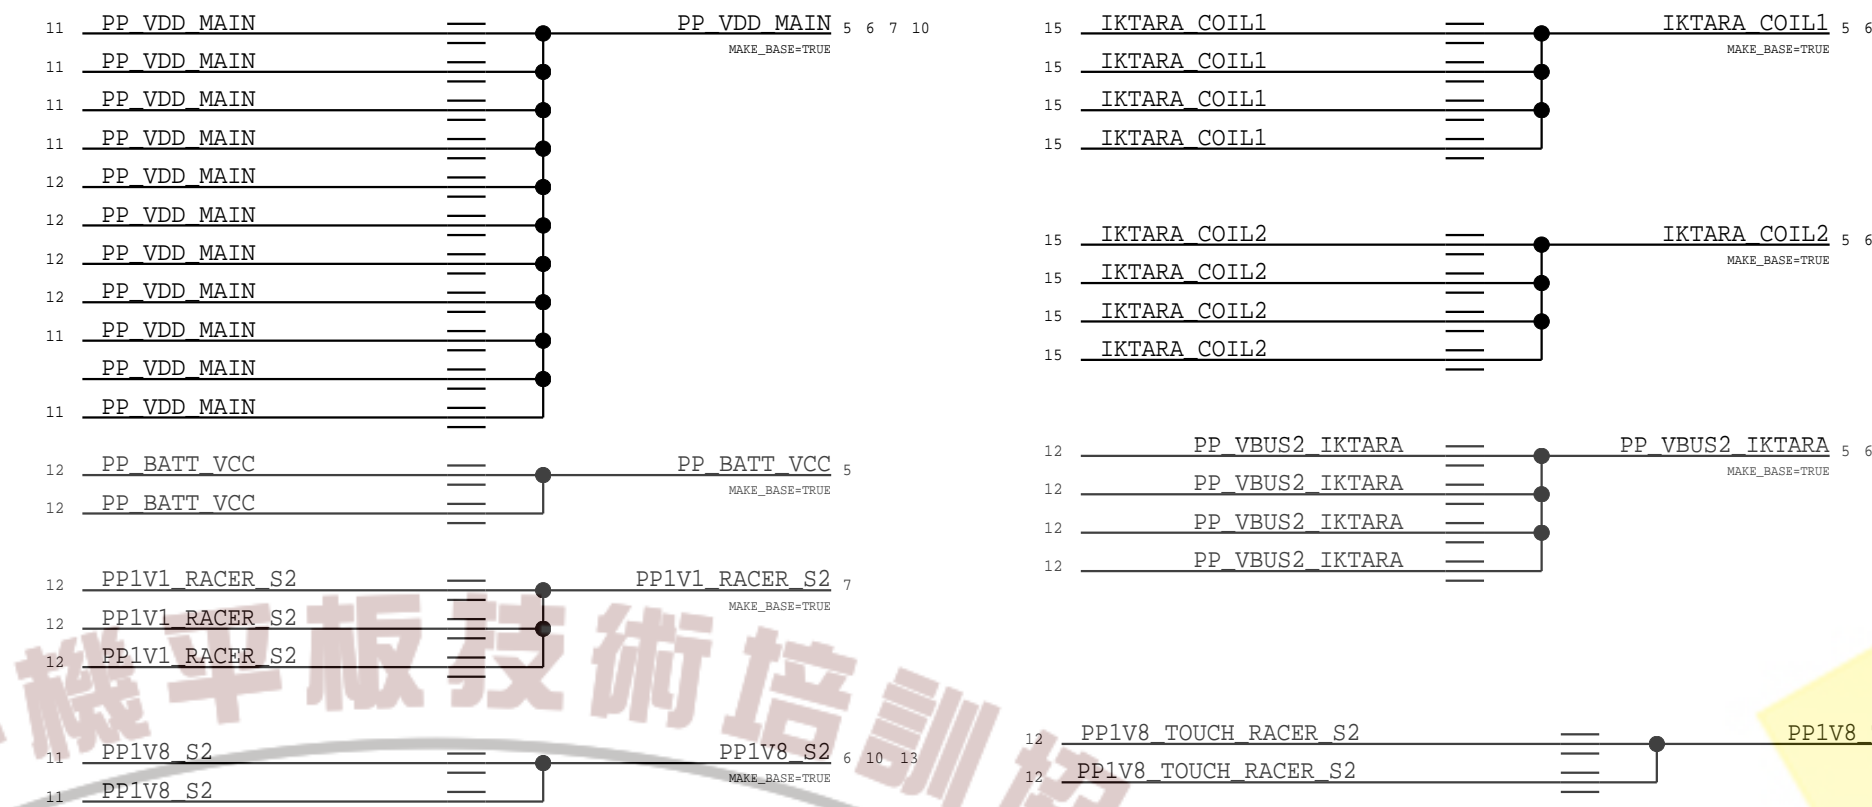 11 PP_VDD_MAIN PP_VDD_MAIN 5 6 7 10
MAKE_BASE=TRUE
11 PP_VDD_MAIN
11 PP_VDD_MAIN
11 PP_VDD_MAIN
12 PP_VDD_MAIN
12 PP_VDD_MAIN
12 PP_VDD_MAIN
12 PP_VDD_MAIN
11 PP_VDD_MAIN
PP_VDD_MAIN
11 PP_VDD_MAIN
12 PP_BATT_VCC PP_BATT_VCC 5
MAKE_BASE=TRUE
12 PP_BATT_VCC
12 PP1V1_RACER_S2 PP1V1_RACER_S2 7
MAKE_BASE=TRUE
12 PP1V1_RACER_S2
12 PP1V1_RACER_S2
11 PP1V8_S2 PP1V8_S2 6 10 13
MAKE_BASE=TRUE
11 PP1V8_S2
15 IKTARA_COIL1 IKTARA_COIL1 5 6
MAKE_BASE=TRUE
15 IKTARA_COIL1
15 IKTARA_COIL1
15 IKTARA_COIL1
15 IKTARA_COIL2 IKTARA_COIL2 5 6
MAKE_BASE=TRUE
15 IKTARA_COIL2
15 IKTARA_COIL2
15 IKTARA_COIL2
12 PP_VBUS2_IKTARA PP_VBUS2_IKTARA 5 6
MAKE_BASE=TRUE
12 PP_VBUS2_IKTARA
12 PP_VBUS2_IKTARA
12 PP_VBUS2_IKTARA
12 PP1V8_TOUCH_RACER_S2 PP1V8_
12 PP1V8_TOUCH_RACER_S2
機平板技術培訓